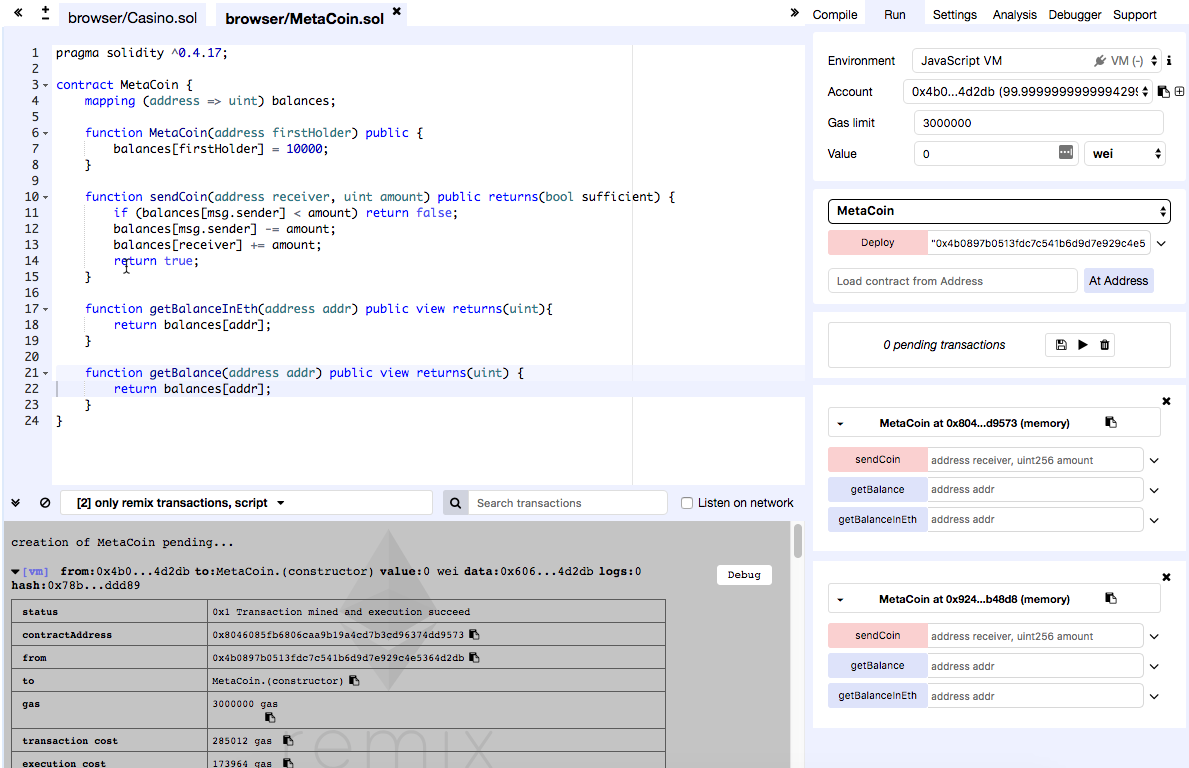 browser/Casino.sol
browser/MetaCoin.sol
Compile Run Settings Analysis Debugger Support
1 pragma solidity ^0.4.17;
2
3 contract MetaCoin {
4 mapping (address => uint) balances;
5
6 function MetaCoin(address firstHolder) public {
7 balances[firstHolder] = 10000;
8 }
9
10 function sendCoin(address receiver, uint amount) public returns(bool sufficient) {
11 if (balances[msg.sender] < amount) return false;
12 balances[msg.sender] -= amount;
13 balances[receiver] += amount;
14 return true;
15 }
16
17 function getBalanceInEth(address addr) public view returns(uint){
18 return balances[addr];
19 }
20
21 function getBalance(address addr) public view returns(uint) {
22 return balances[addr];
23 }
24 }
[2] only remix transactions, script
Search transactions
Listen on network
creation of MetaCoin pending...
[vm] from:0x4b0...4d2db to:MetaCoin.(constructor) value:0 wei data:0x606...4d2db logs:0
hash:0x78b...ddd89
Debug
status 0x1 Transaction mined and execution succeed
contractAddress 0x8046085fb6806caa9b19a4cd7b3cd96374dd9573
from 0x4b0897b0513fdc7c541b6d9d7e929c4e5364d2db
to MetaCoin.(constructor)
gas 3000000 gas
transaction cost 285012 gas
execution cost 173964 gas
remix
Environment JavaScript VM VM (-)
Account 0x4b0...4d2db (99.9999999999994299
Gas limit 3000000
Value 0 wei
MetaCoin
Deploy "0x4b0897b0513fdc7c541b6d9d7e929c4e5
Load contract from Address At Address
0 pending transactions
MetaCoin at 0x804...d9573 (memory)
sendCoin address receiver, uint256 amount
getBalance address addr
getBalanceInEth address addr
MetaCoin at 0x924...b48d8 (memory)
sendCoin address receiver, uint256 amount
getBalance address addr
getBalanceInEth address addr